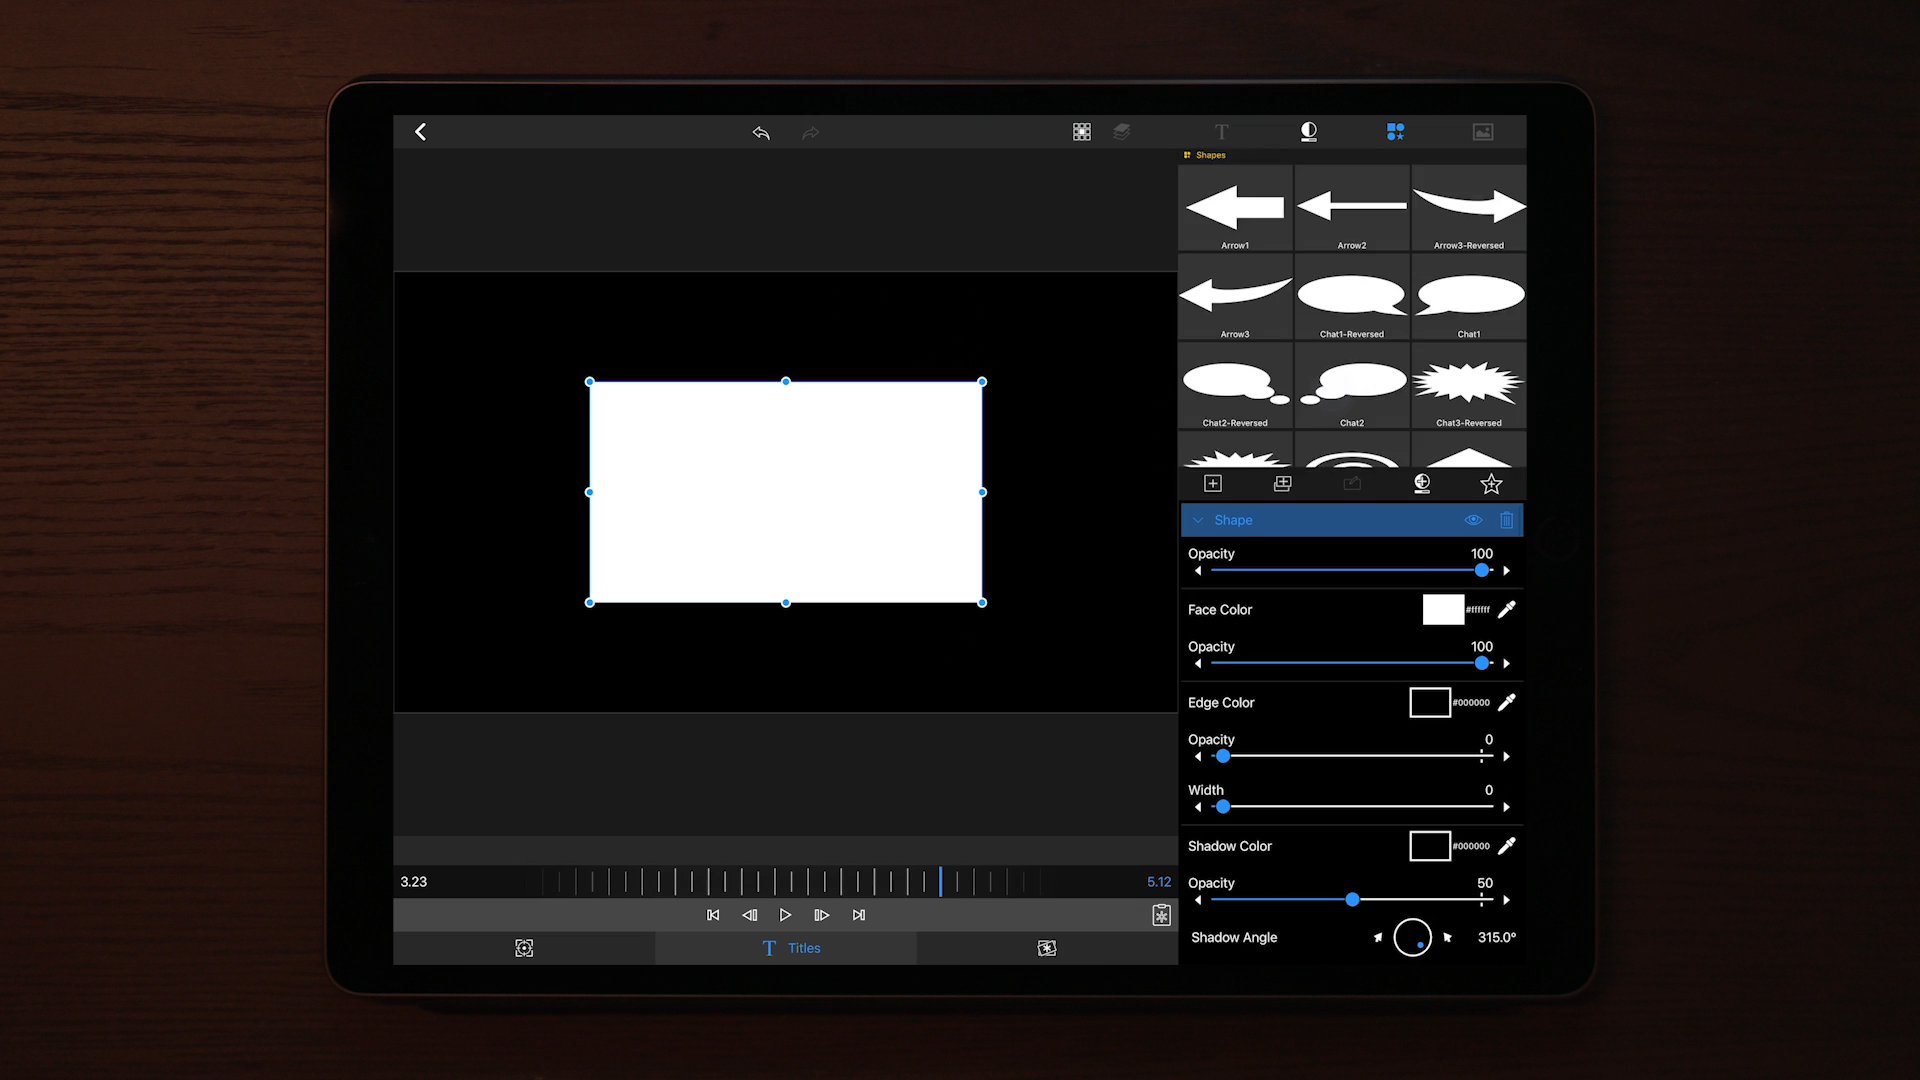 T
Shapes
Arrow1
Arrow2
Arrow3-Reversed
Arrow3
Chat1-Reversed
Chat1
Chat2-Reversed
Chat2
Chat3-Reversed
Shape
Opacity 100
Face Color #ffffff
Opacity 100
Edge Color #000000
Opacity 0
Width 0
Shadow Color #000000
Opacity 50
Shadow Angle 315.0°
3.23
5.12
T Titles